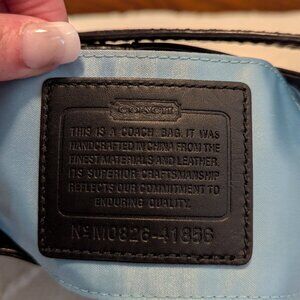 COACH
THIS IS A COACH BAG. IT WAS
HANDCRAFTED IN CHINA FROM THE
FINEST MATERIALS AND LEATHER.
ITS SUPERIOR CRAFTSMANSHIP
REFLECTS OUR COMMITMENT TO
ENDURING QUALITY.
Nº M0826-41856